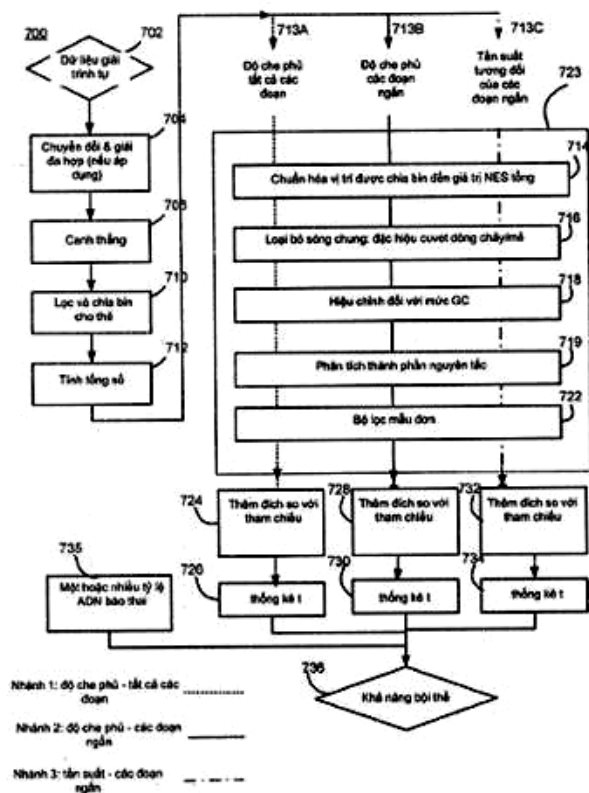 700
702
Dữ liệu giải
trình tự
704
Chuyển đổi & giải
đa hợp (nếu áp
dụng)
706
Canh thẳng
710
Lọc và chia bin
cho thẻ
712
Tính tổng số
713A
Độ che phủ
tất cả các
đoạn
713B
Độ che phủ
các đoạn
ngắn
713C
Tần suất
tương đối
của các
đoạn ngắn
723
714
Chuẩn hóa vị trí được chia bin đến giá trị NES tổng
716
Loại bỏ sóng chung: đặc hiệu cuvet dòng chảy/mẻ
718
Hiệu chỉnh đối với mức GC
719
Phân tích thành phần nguyên tắc
722
Bộ lọc mẫu đơn
724
Thêm đích so với
tham chiếu
728
Thêm đích so với
tham chiếu
732
Thêm đích so với
tham chiếu
726
thống kê t
730
thống kê t
734
thống kê t
735
Một hoặc nhiều tỷ lệ
ADN bào thai
736
Khả năng bội thể
Nhánh 1: độ che phủ - tất cả các
đoạn
Nhánh 2: độ che phủ - các đoạn
ngắn
Nhánh 3: tần suất - các đoạn
ngắn